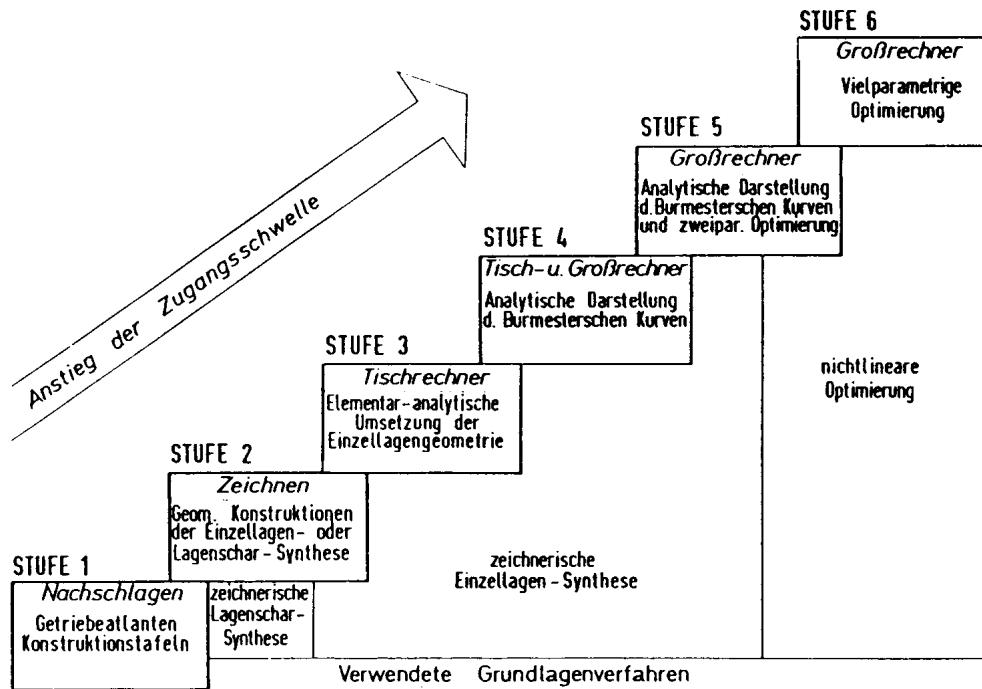 STUFE 6
Großrechner
Vielparametrige
Optimierung
STUFE 5
Großrechner
Analytische Darstellung
d. Burmesterschen Kurven
und zweipar. Optimierung
STUFE 4
Tisch- u. Großrechner
Analytische Darstellung
d. Burmesterschen Kurven
STUFE 3
Tischrechner
Elementar-analytische
Umsetzung der
Einzellagengeometrie
STUFE 2
Zeichnen
Geom. Konstruktionen
der Einzellagen- oder
Lagenschar-Synthese
STUFE 1
Nachschlagen
Getriebeatlanten
Konstruktionstafeln
Anstieg der Zugangsschwelle
zeichnerische
Lagenschar-
Synthese
zeichnerische
Einzellagen-Synthese
nichtlineare
Optimierung
Verwendete Grundlagenverfahren